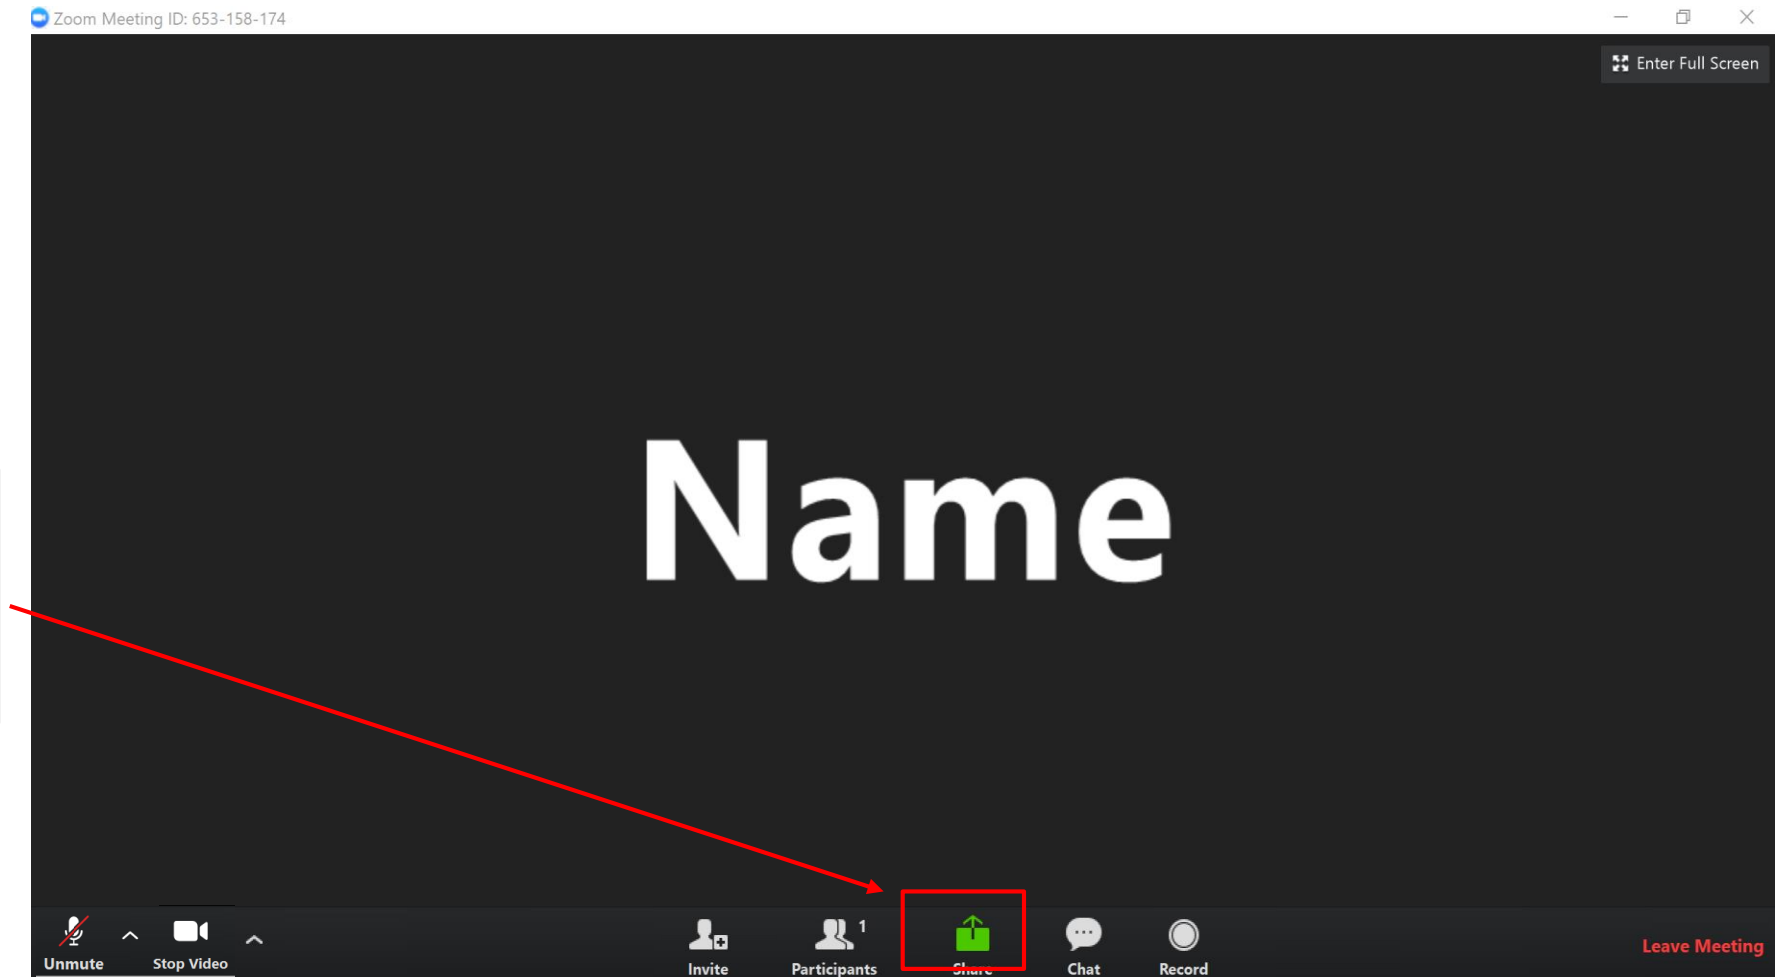 Zoom Meeting ID: 653-158-174
Enter Full Screen
Name
1
Unmute
Stop Video
Invite
Participants
Share
Chat
Record
Leave Meeting